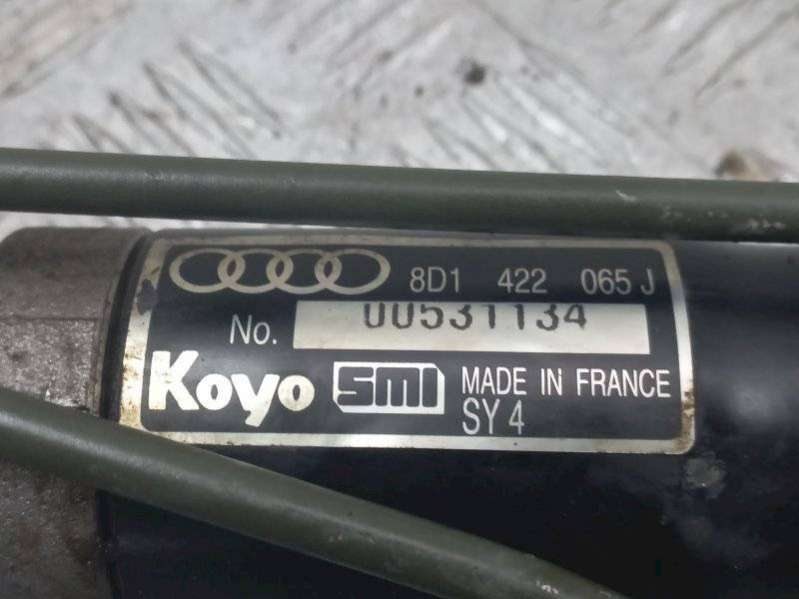 8D1 422 065 J
No. 00531134
Koyo SMI MADE IN FRANCE
SY 4